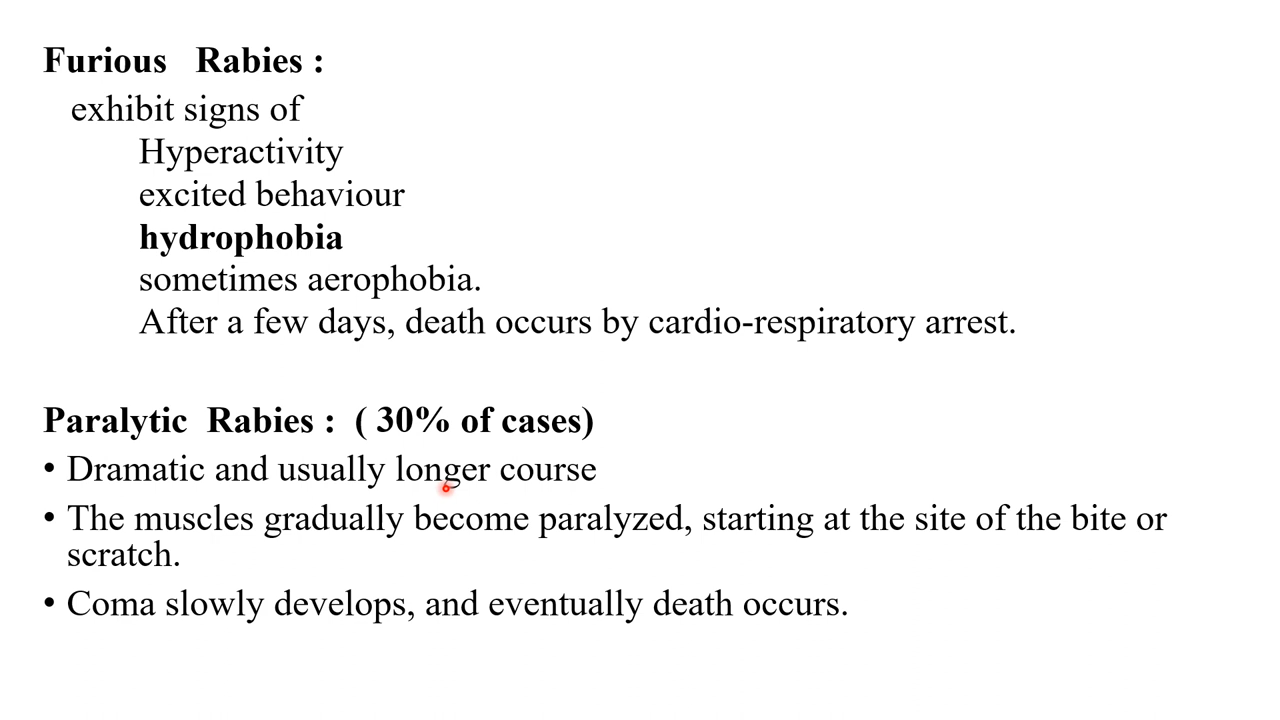 Furious Rabies :
exhibit signs of
Hyperactivity
excited behaviour
hydrophobia
sometimes aerophobia.
After a few days, death occurs by cardio-respiratory arrest.
Paralytic Rabies : ( 30% of cases)
• Dramatic and usually longer course
• The muscles gradually become paralyzed, starting at the site of the bite or
scratch.
• Coma slowly develops, and eventually death occurs.